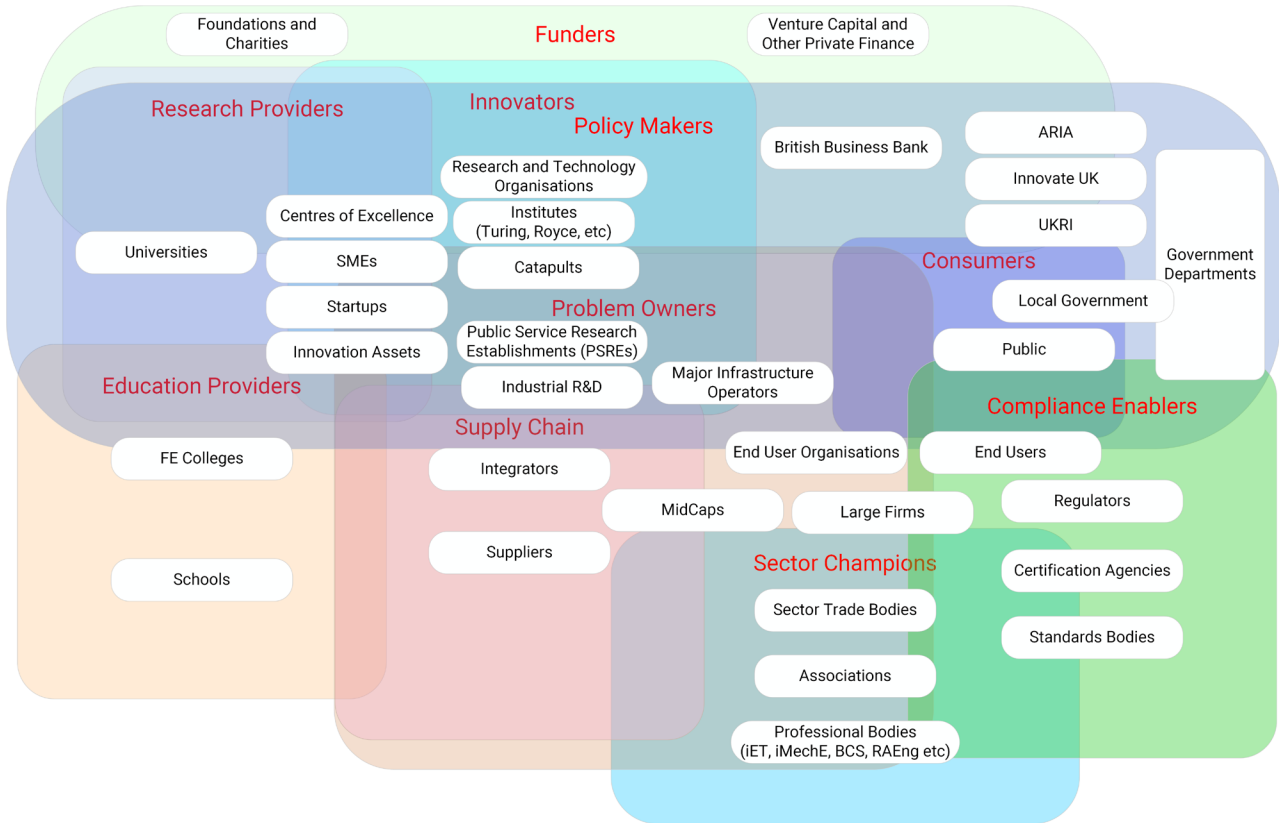 Foundations and
Charities
Funders
Venture Capital and
Other Private Finance
Research Providers
Innovators
Policy Makers
British Business Bank
ARIA
Innovate UK
UKRI
Government
Departments
Research and Technology
Organisations
Centres of Excellence
Institutes
(Turing, Royce, etc)
Universities
SMEs
Catapults
Consumers
Local Government
Startups
Problem Owners
Public Service Research
Establishments (PSREs)
Innovation Assets
Public
Education Providers
Industrial R&D
Major Infrastructure
Operators
Compliance Enablers
Supply Chain
FE Colleges
Integrators
End User Organisations
End Users
MidCaps
Large Firms
Regulators
Suppliers
Schools
Sector Champions
Certification Agencies
Sector Trade Bodies
Standards Bodies
Associations
Professional Bodies
(iET, iMechE, BCS, RAEng etc)